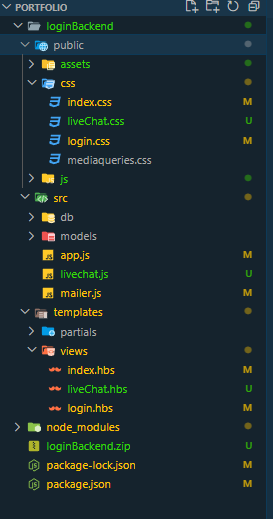 PORTFOLIO
loginBackend
public
assets
css
index.css M
liveChat.css U
login.css M
mediaqueries.css
js
src
db
models
app.js M
livechat.js U
mailer.js M
templates
partials
views
index.hbs M
liveChat.hbs U
login.hbs M
node_modules
loginBackend.zip U
package-lock.json M
package.json M